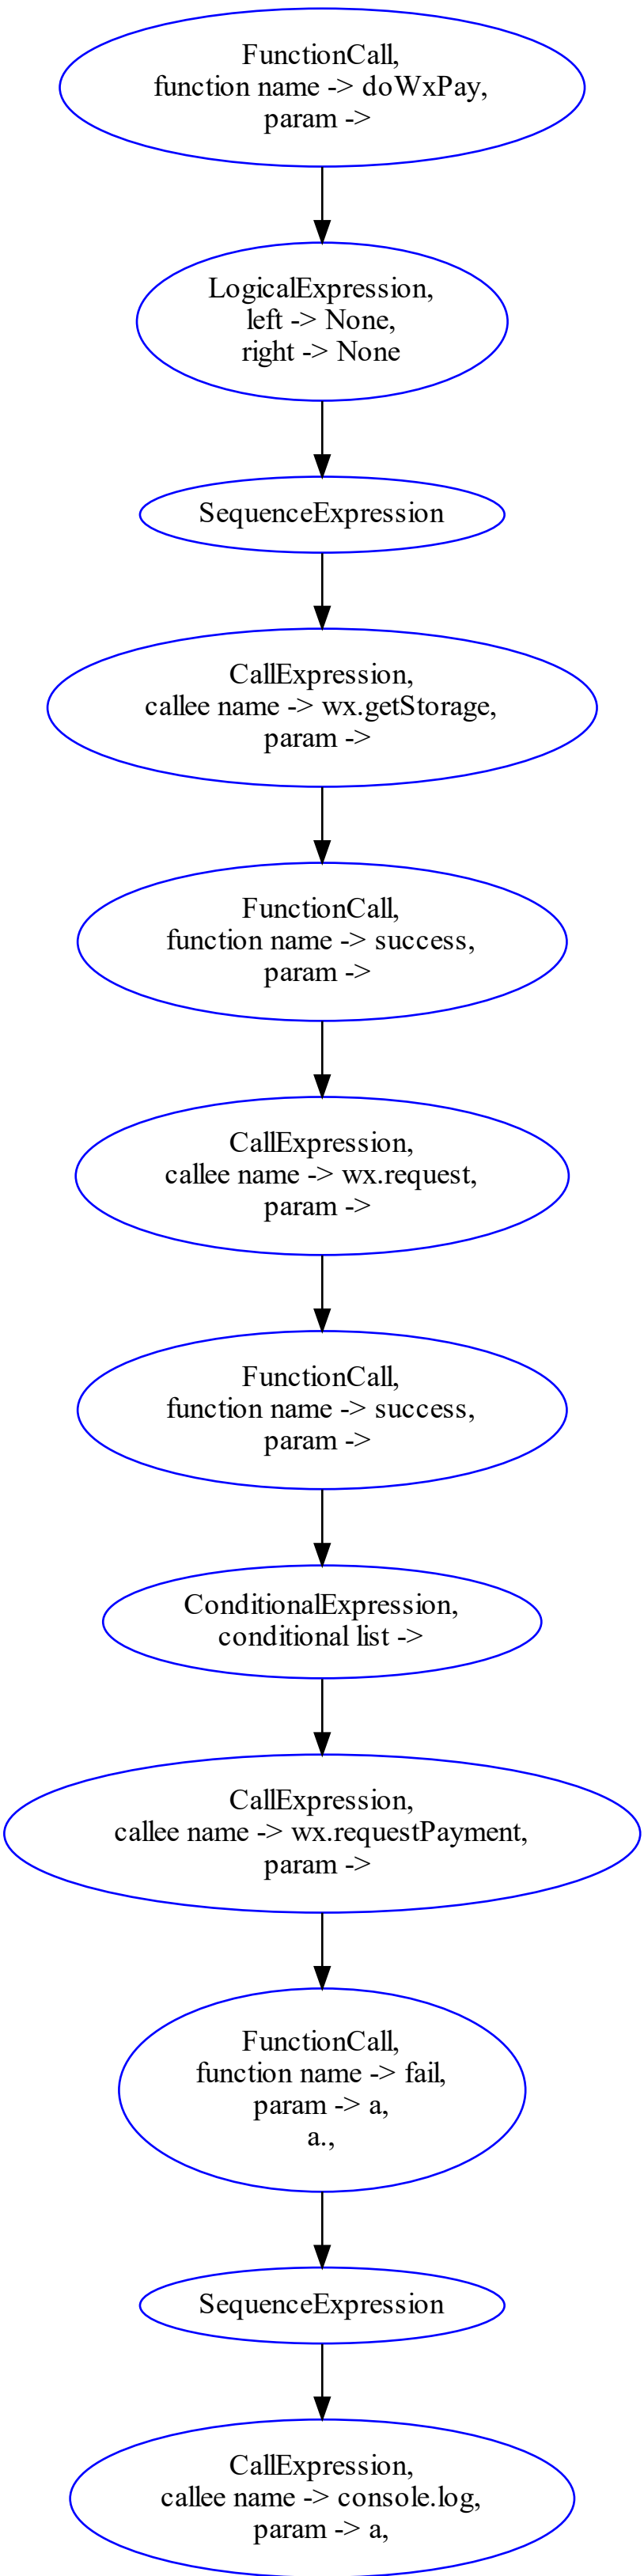 FunctionCall,
function name -> doWxPay,
param ->
LogicalExpression,
left -> None,
right -> None
SequenceExpression
CallExpression,
callee name -> wx.getStorage,
param ->
FunctionCall,
function name -> success,
param ->
CallExpression,
callee name -> wx.request,
param ->
FunctionCall,
function name -> success,
param ->
ConditionalExpression,
conditional list ->
CallExpression,
callee name -> wx.requestPayment,
param ->
FunctionCall,
function name -> fail,
param -> a,
a.,
SequenceExpression
CallExpression,
callee name -> console.log,
param -> a,